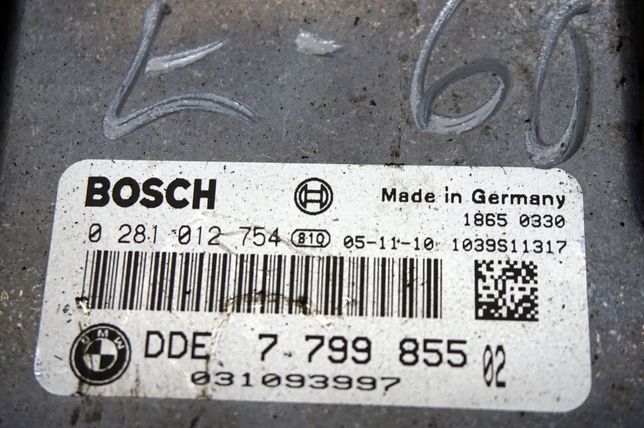 E-60
BOSCH
Made in Germany
1865 0330
0 281 012 754 810 05-11-10 1039S11317
BMW
DDE 7 799 855 02
031093997